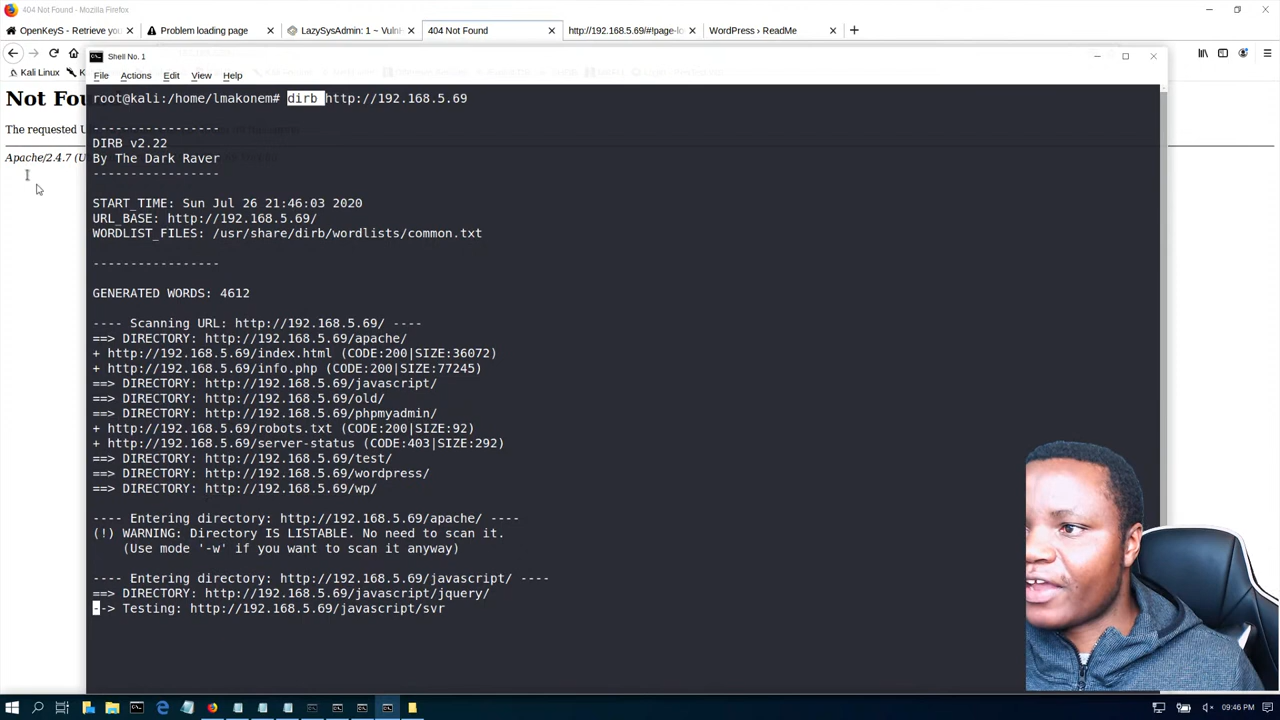 404 Not Found - Mozilla Firefox
OpenKeyS - Retrieve you
Problem loading page
LazySysAdmin: 1 ~ Vuln
404 Not Found
http://192.168.5.69/#!page-lo
WordPress › ReadMe
Shell No. 1
Kali Linux
File Actions Edit View Help
Not Fou
The requested U
Apache/2.4.7 (U
root@kali:/home/lmakonem# dirb http://192.168.5.69
-----------------
DIRB v2.22
By The Dark Raver
-----------------
START_TIME: Sun Jul 26 21:46:03 2020
URL_BASE: http://192.168.5.69/
WORDLIST_FILES: /usr/share/dirb/wordlists/common.txt
-----------------
GENERATED WORDS: 4612
---- Scanning URL: http://192.168.5.69/ ----
==> DIRECTORY: http://192.168.5.69/apache/
+ http://192.168.5.69/index.html (CODE:200|SIZE:36072)
+ http://192.168.5.69/info.php (CODE:200|SIZE:77245)
==> DIRECTORY: http://192.168.5.69/javascript/
==> DIRECTORY: http://192.168.5.69/old/
==> DIRECTORY: http://192.168.5.69/phpmyadmin/
+ http://192.168.5.69/robots.txt (CODE:200|SIZE:92)
+ http://192.168.5.69/server-status (CODE:403|SIZE:292)
==> DIRECTORY: http://192.168.5.69/test/
==> DIRECTORY: http://192.168.5.69/wordpress/
==> DIRECTORY: http://192.168.5.69/wp/
---- Entering directory: http://192.168.5.69/apache/ ----
(!) WARNING: Directory IS LISTABLE. No need to scan it.
(Use mode '-w' if you want to scan it anyway)
---- Entering directory: http://192.168.5.69/javascript/ ----
==> DIRECTORY: http://192.168.5.69/javascript/jquery/
--> Testing: http://192.168.5.69/javascript/svr
09:46 PM